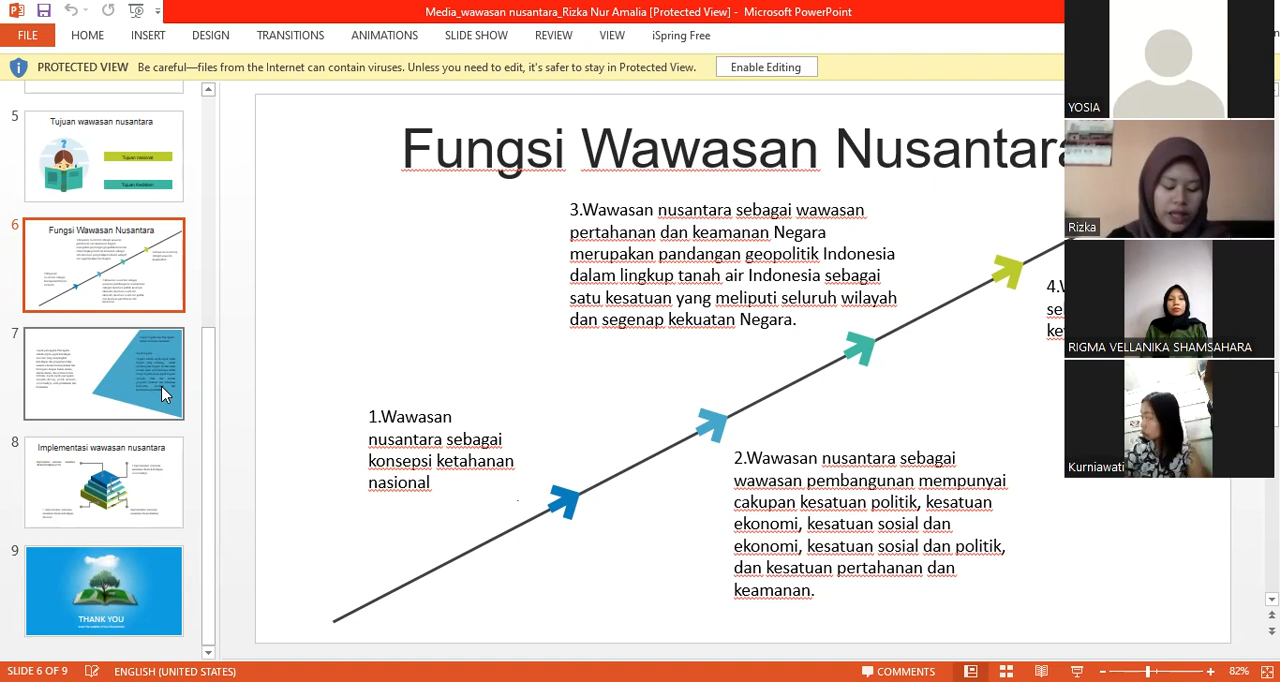 Media_wawasan nusantara_Rizka Nur Amalia [Protected View] - Microsoft PowerPoint
FILE HOME INSERT DESIGN TRANSITIONS ANIMATIONS SLIDE SHOW REVIEW VIEW iSpring Free
PROTECTED VIEW Be careful—files from the Internet can contain viruses. Unless you need to edit, it's safer to stay in Protected View. Enable Editing
5
Tujuan wawasan nusantara
6
Fungsi Wawasan Nusantara
7
8
Implementasi wawasan nusantara
9
THANK YOU
Fungsi Wawasan Nusantara
3.Wawasan nusantara sebagai wawasan
pertahanan dan keamanan Negara
merupakan pandangan geopolitik Indonesia
dalam lingkup tanah air Indonesia sebagai
satu kesatuan yang meliputi seluruh wilayah
dan segenap kekuatan Negara.
1.Wawasan
nusantara sebagai
konsepsi ketahanan
nasional
2.Wawasan nusantara sebagai
wawasan pembangunan mempunyai
cakupan kesatuan politik, kesatuan
ekonomi, kesatuan sosial dan
ekonomi, kesatuan sosial dan politik,
dan kesatuan pertahanan dan
keamanan.
YOSIA
Rizka
RIGMA VELLANIKA SHAMSAHARA
Kurniawati
SLIDE 6 OF 9 ENGLISH (UNITED STATES) COMMENTS 82%